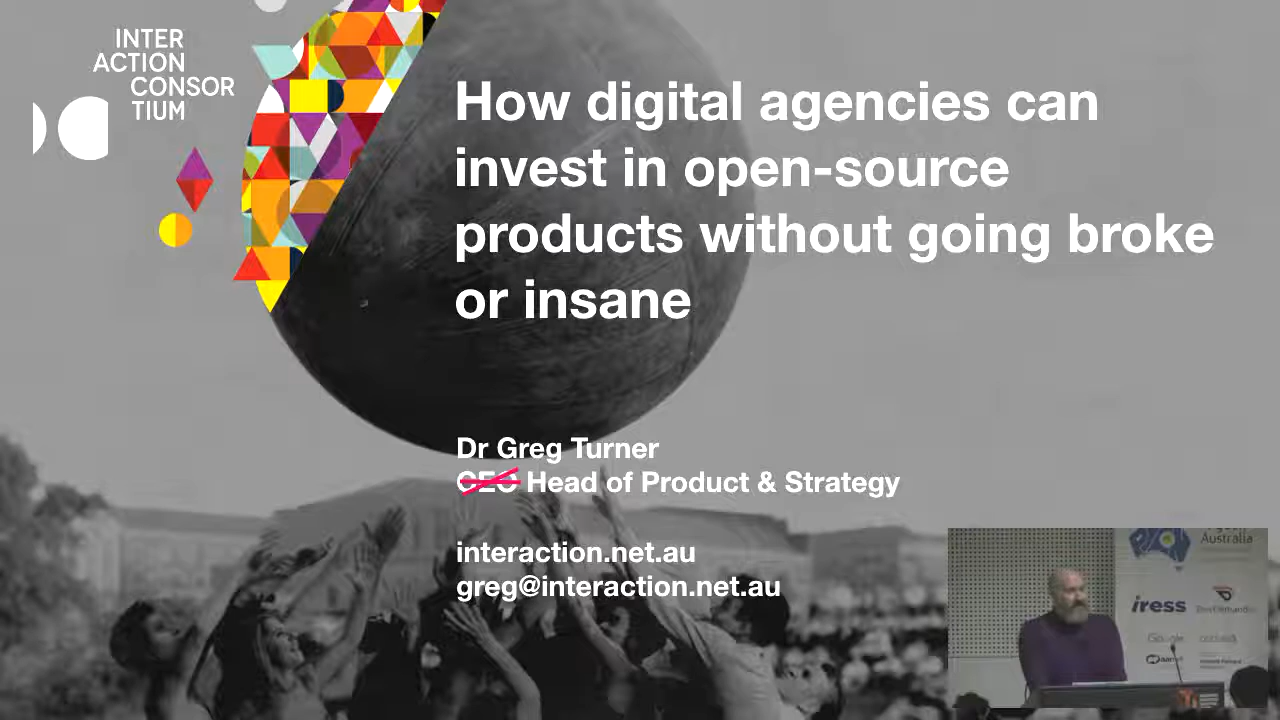 INTER
ACTION
CONSOR
TIUM
How digital agencies can
invest in open-source
products without going broke
or insane
Dr Greg Turner
CEO Head of Product & Strategy
interaction.net.au
greg@interaction.net.au
Australia
iress
Google